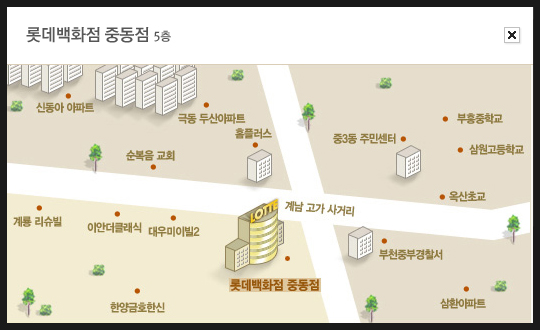 롯데백화점 중동점 5층
신동아 아파트
극동 두산아파트
홈플러스
중3동 주민센터
부흥중학교
삼원고등학교
순복음 교회
옥산초교
계룡 리슈빌
이안더클래식
대우미이빌2
LOTTE
계남 고가 사거리
부천중부경찰서
롯데백화점 중동점
한양금호한신
삼환아파트